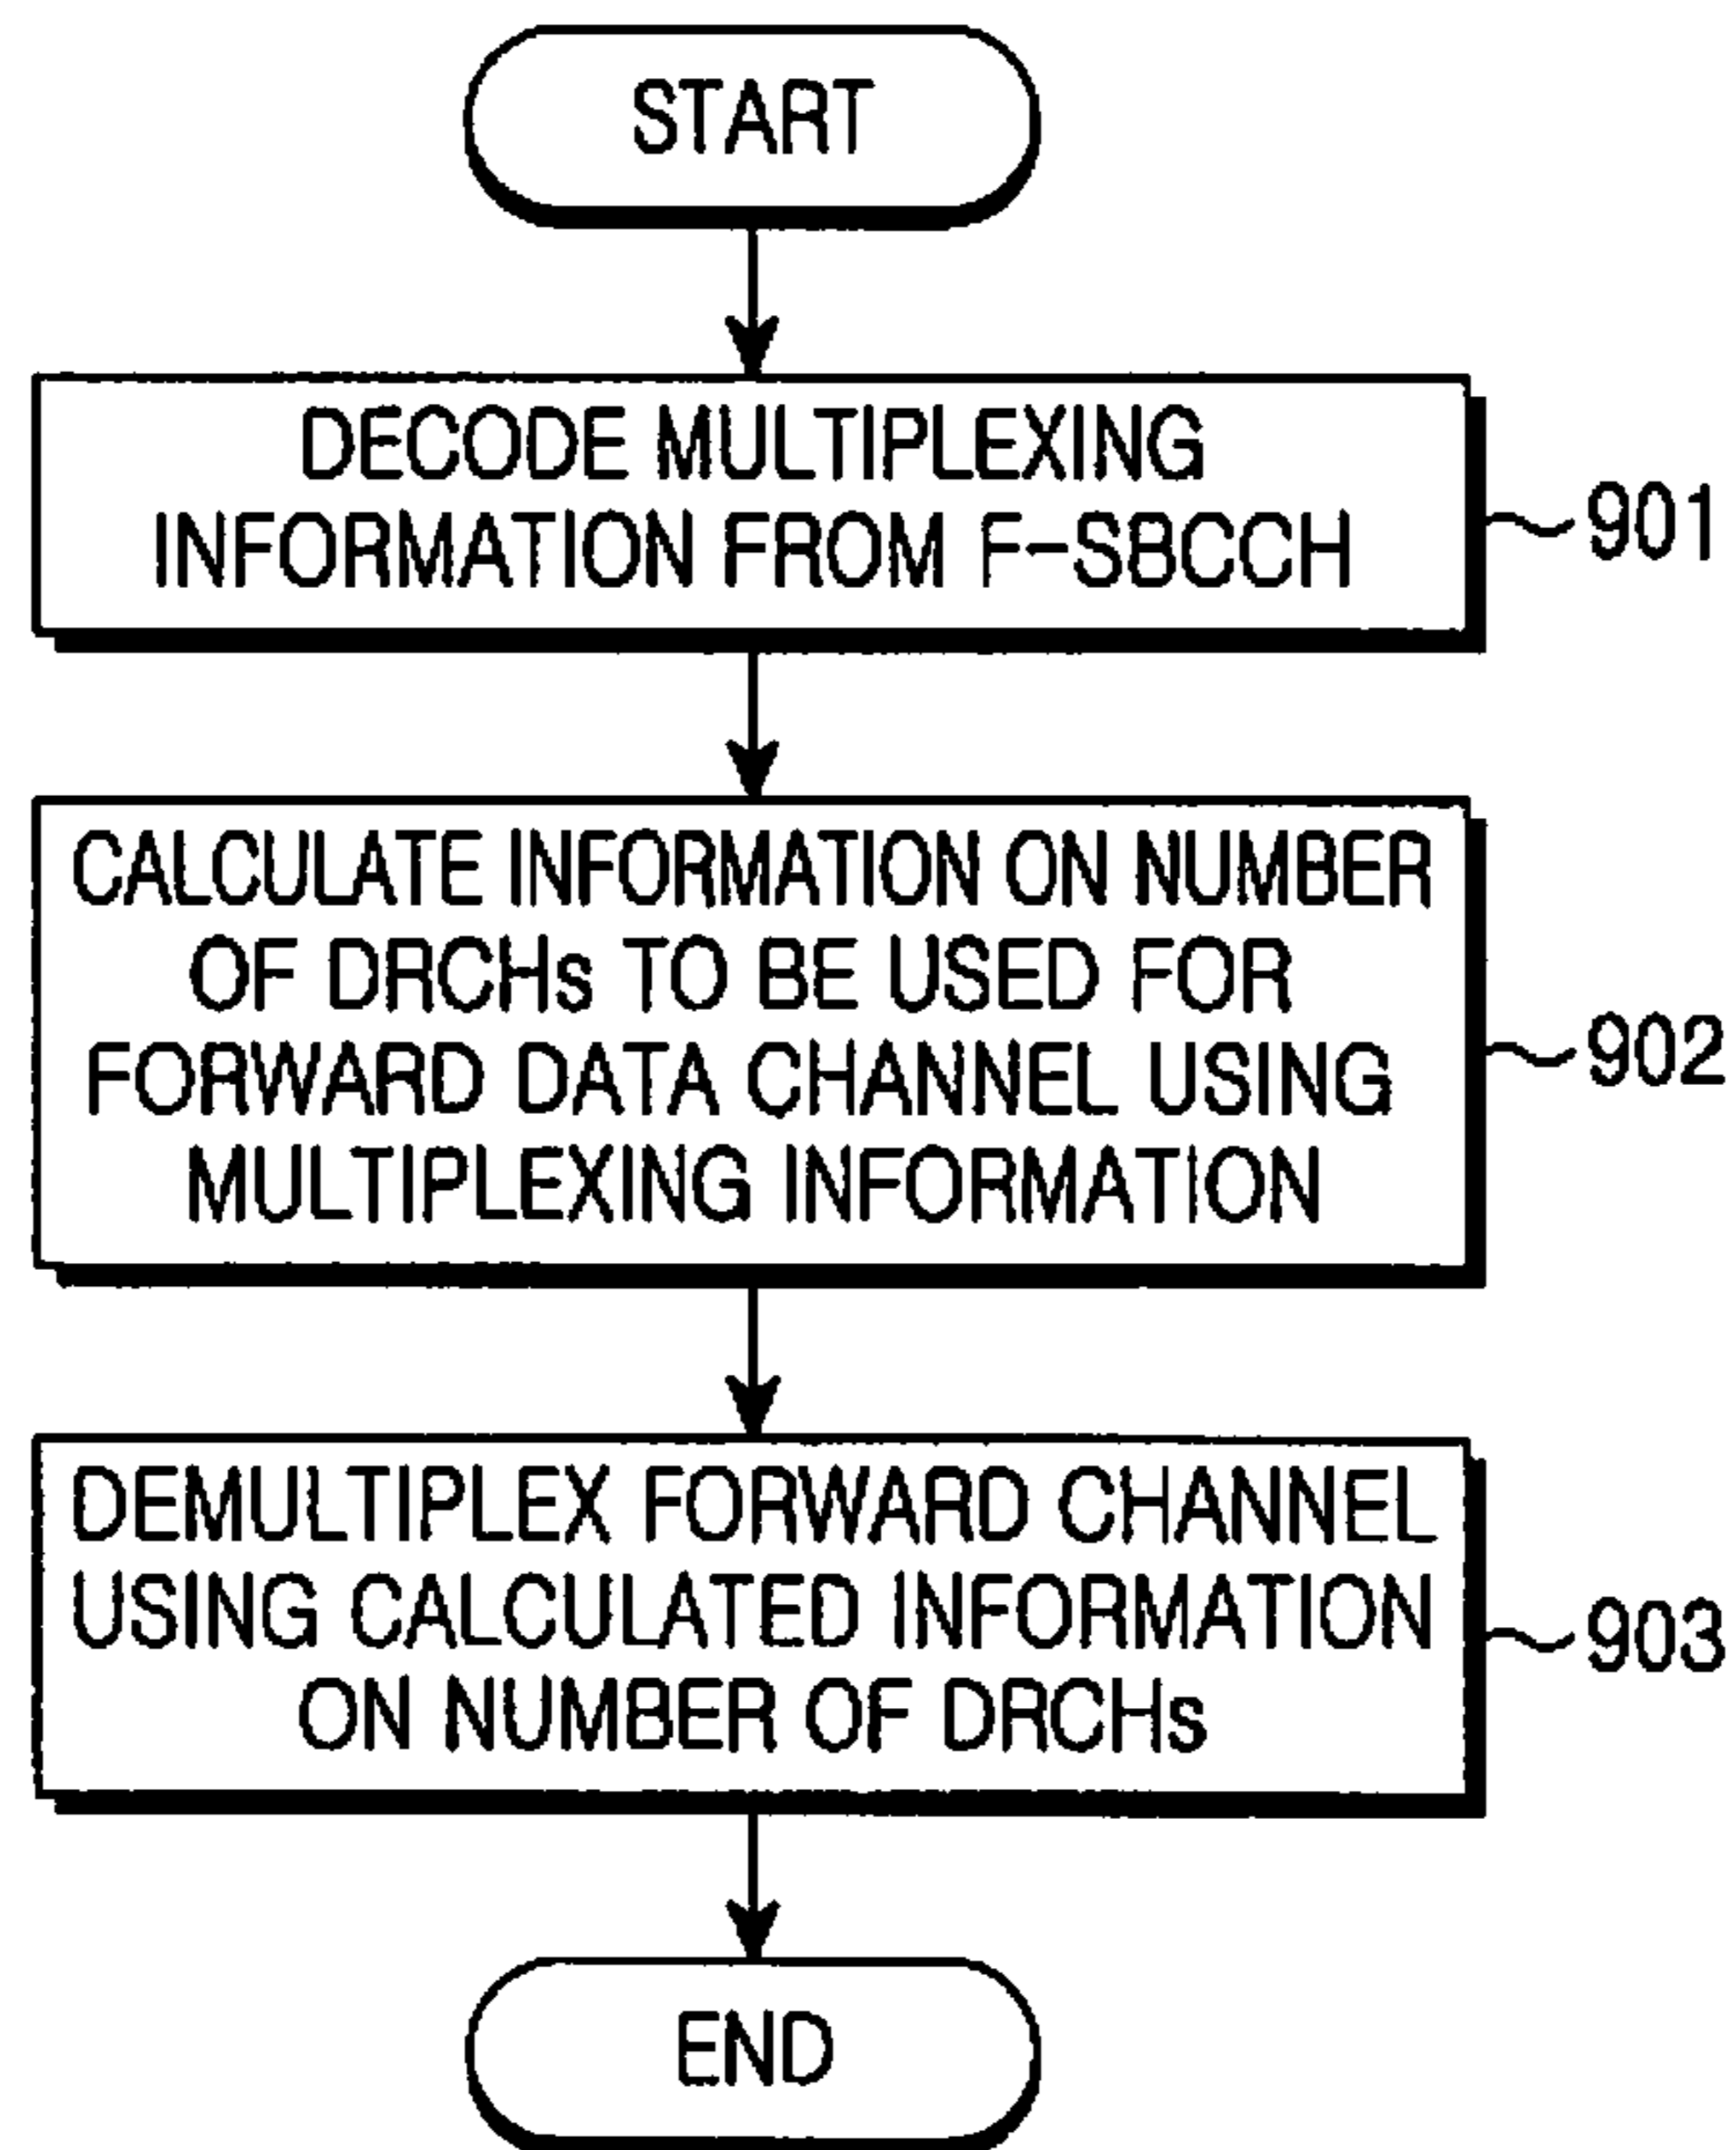 START
DECODE MULTIPLEXING
INFORMATION FROM F-SBCCH
901
CALCULATE INFORMATION ON NUMBER
OF DRCHs TO BE USED FOR
FORWARD DATA CHANNEL USING
MULTIPLEXING INFORMATION
902
DEMULTIPLEX FORWARD CHANNEL
USING CALCULATED INFORMATION
ON NUMBER OF DRCHs
903
END